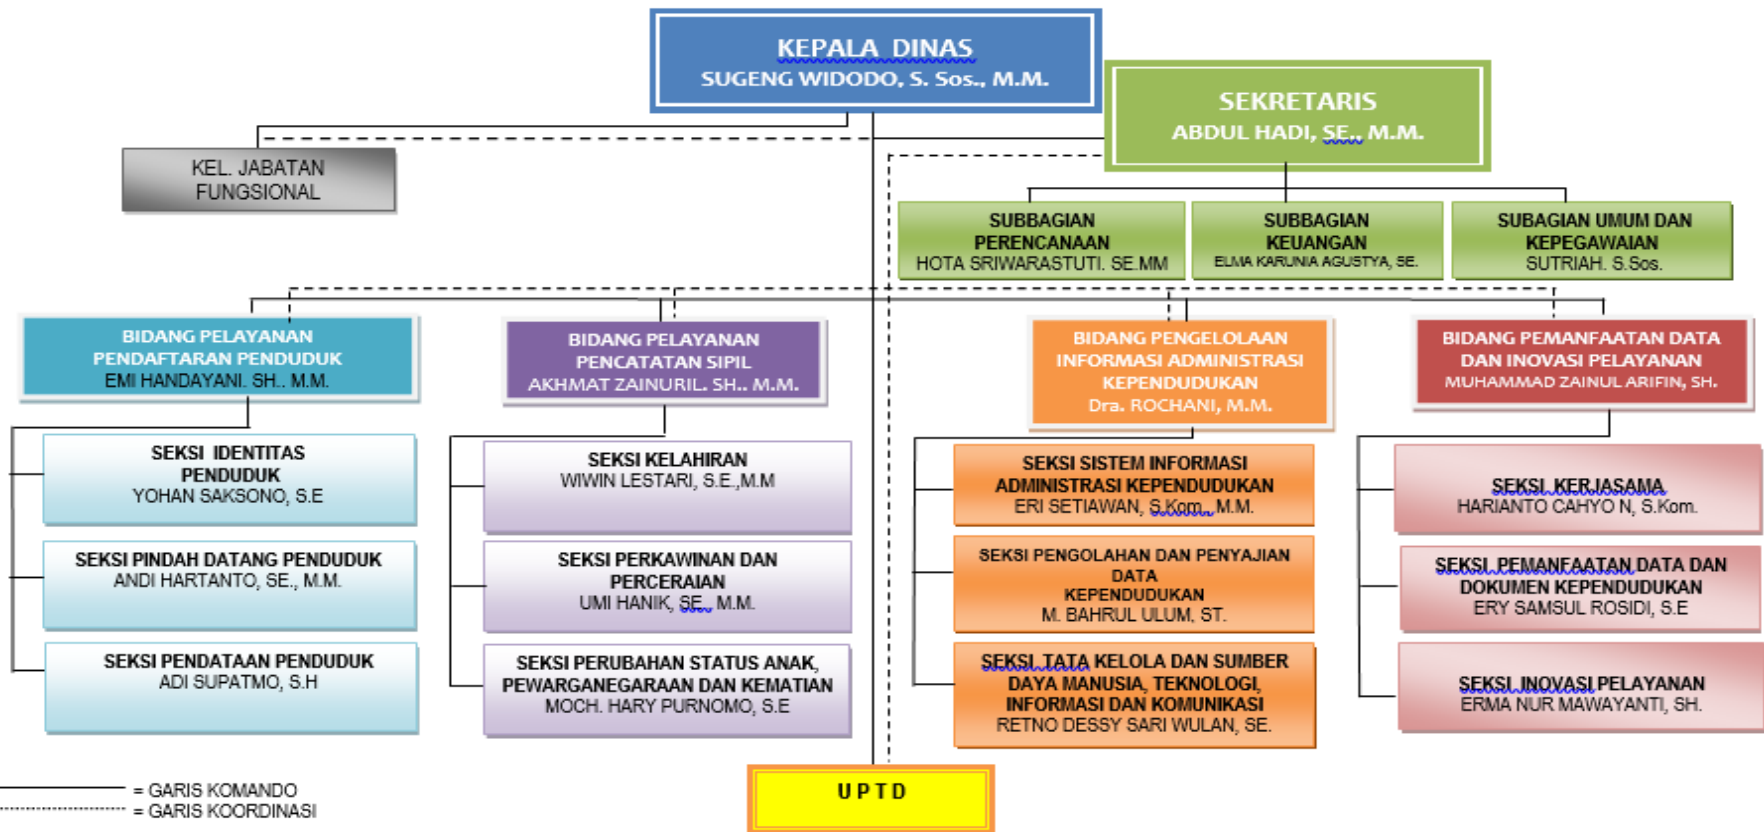 KEPALA DINAS
SUGENG WIDODO, S. Sos., M.M.
SEKRETARIS
ABDUL HADI, SE., M.M.
KEL. JABATAN
FUNGSIONAL
SUBBAGIAN
PERENCANAAN
HOTA SRIWARASTUTI. SE.MM
SUBBAGIAN
KEUANGAN
ELMA KARUNIA AGUSTYA, SE.
SUBAGIAN UMUM DAN
KEPEGAWAIAN
SUTRIAH. S.Sos.
BIDANG PELAYANAN
PENDAFTARAN PENDUDUK
EMI HANDAYANI. SH.. M.M.
BIDANG PELAYANAN
PENCATATAN SIPIL
AKHMAT ZAINURIL. SH.. M.M.
BIDANG PENGELOLAAN
INFORMASI ADMINISTRASI
KEPENDUDUKAN
Dra. ROCHANI, M.M.
BIDANG PEMANFAATAN DATA
DAN INOVASI PELAYANAN
MUHAMMAD ZAINUL ARIFIN, SH.
SEKSI IDENTITAS
PENDUDUK
YOHAN SAKSONO, S.E
SEKSI PINDAH DATANG PENDUDUK
ANDI HARTANTO, SE., M.M.
SEKSI PENDATAAN PENDUDUK
ADI SUPATMO, S.H
SEKSI KELAHIRAN
WIWIN LESTARI, S.E.,M.M
SEKSI PERKAWINAN DAN
PERCERAIAN
UMI HANIK, SE., M.M.
SEKSI PERUBAHAN STATUS ANAK,
PEWARGANEGARAAN DAN KEMATIAN
MOCH. HARY PURNOMO, S.E
SEKSI SISTEM INFORMASI
ADMINISTRASI KEPENDUDUKAN
ERI SETIAWAN, S.Kom., M.M.
SEKSI PENGOLAHAN DAN PENYAJIAN
DATA
KEPENDUDUKAN
M. BAHRUL ULUM, ST.
SEKSI TATA KELOLA DAN SUMBER
DAYA MANUSIA, TEKNOLOGI,
INFORMASI DAN KOMUNIKASI
RETNO DESSY SARI WULAN, SE.
SEKSI KERJASAMA
HARIANTO CAHYO N, S.Kom.
SEKSI PEMANFAATAN DATA DAN
DOKUMEN KEPENDUDUKAN
ERY SAMSUL ROSIDI, S.E
SEKSI INOVASI PELAYANAN
ERMA NUR MAWAYANTI, SH.
UPTD
= GARIS KOMANDO
= GARIS KOORDINASI